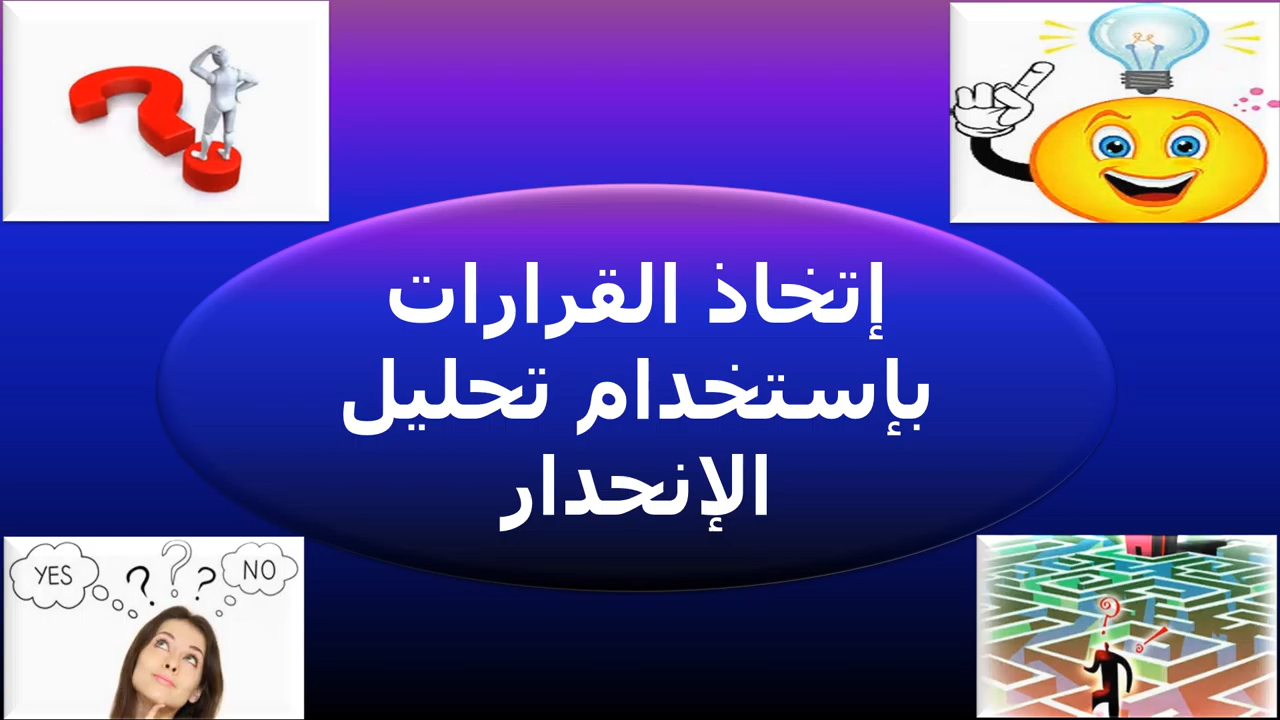 إتخاذ القرارات
بإستخدام تحليل
الإنحدار
YES
NO